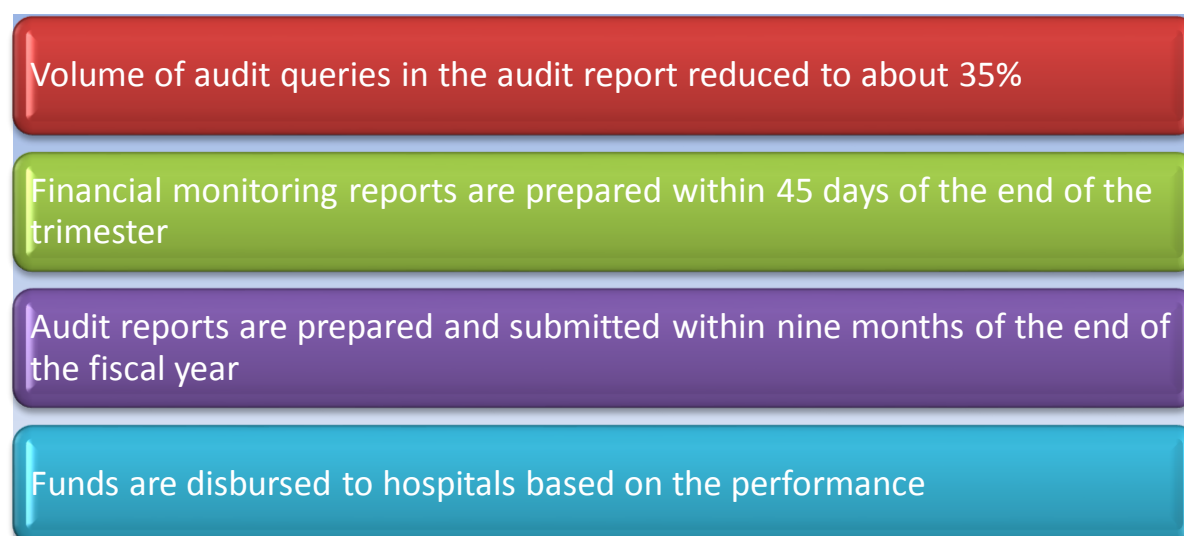 Volume of audit queries in the audit report reduced to about 35%
Financial monitoring reports are prepared within 45 days of the end of the
trimester
Audit reports are prepared and submitted within nine months of the end of
the fiscal year
Funds are disbursed to hospitals based on the performance